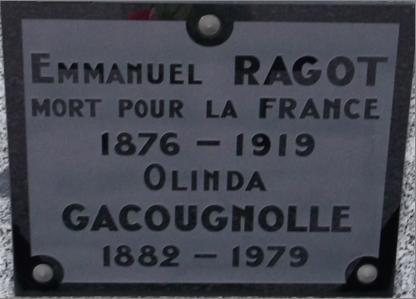 Emmanuel RAGOT
MORT POUR LA FRANCE
1876 – 1919
Olinda
GACOUGNOLLE
1882 – 1979